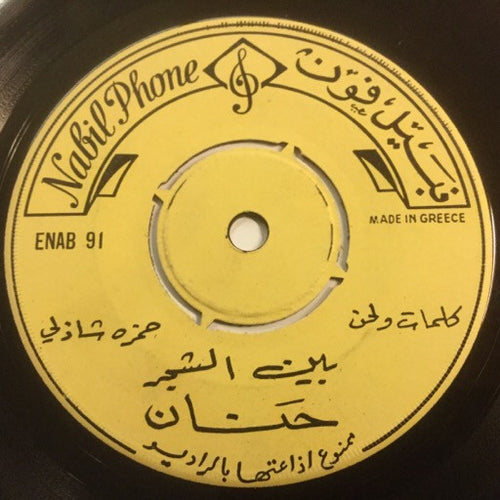 Nabil Phone
نبيل فون
MADE IN GREECE
ENAB 91
كلمات ولحن
حمزه شاذلي
بين الشجر
حنان
ممنوع اذاعتها بالراديو